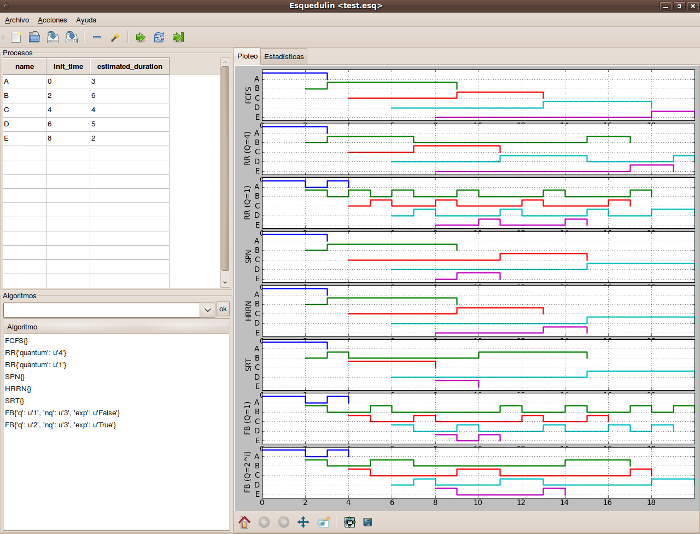 Esquedulin <test.esq>
Archivo Acciones Ayuda
Procesos
name init_time estimated_duration
A 0 3
B 2 6
C 4 4
D 6 5
E 8 2
Algoritmos
ok
Algoritmo
FCFS{}
RR{'quantum': u'4'}
RR{'quantum': u'1'}
SPN{}
HRRN{}
SRT{}
FB{'q': u'1', 'nq': u'3', 'exp': u'False'}
FB{'q': u'2', 'nq': u'3', 'exp': u'True'}
Ploteo Estadísticas
FCFS
A
B
C
D
E
RR (Q=4)
A
B
C
D
E
RR (Q=1)
A
B
C
D
E
SPN
A
B
C
D
E
HRRN
A
B
C
D
E
SRT
A
B
C
D
E
FB (Q=1)
A
B
C
D
E
FB (Q=2^i)
A
B
C
D
E
0 2 4 6 8 10 12 14 16 18